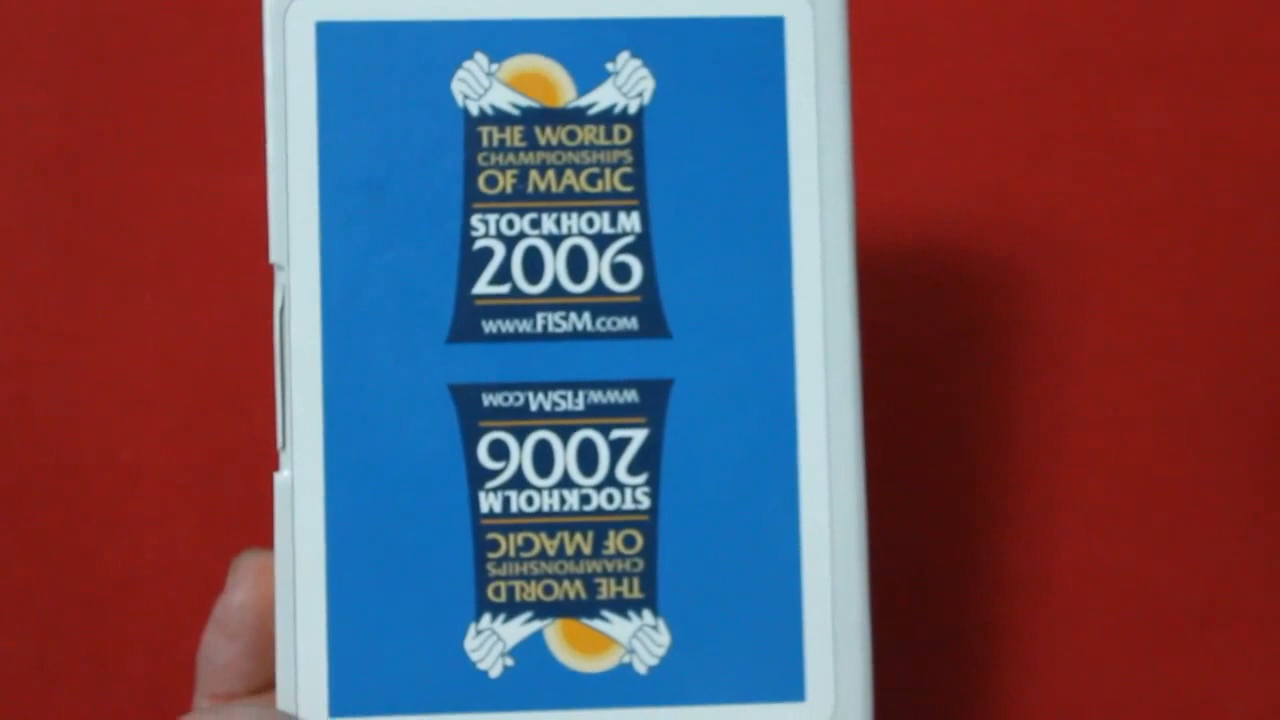 THE WORLD
CHAMPIONSHIPS
OF MAGIC
STOCKHOLM
2006
WWW.FISM.COM
WWW.FISM.COM
2006
STOCKHOLM
OF MAGIC
CHAMPIONSHIPS
THE WORLD